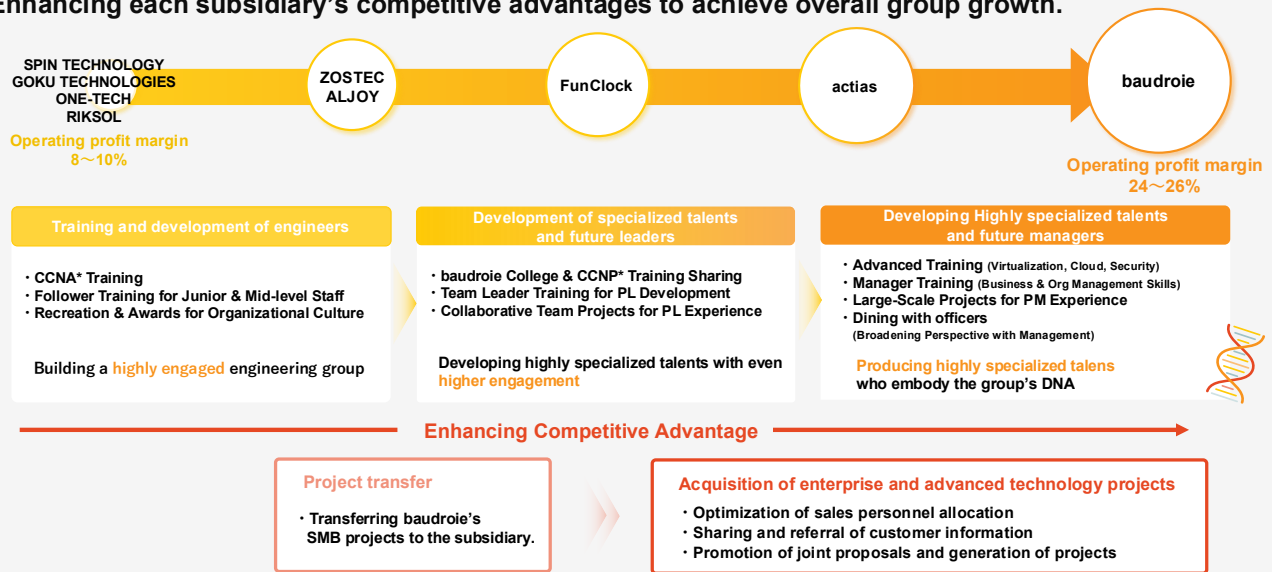 Enhancing each subsidiary's competitive advantages to achieve overall group growth.
SPIN TECHNOLOGY
GOKU TECHNOLOGIES
ONE-TECH
RIKSOL
Operating profit margin
8～10%
ZOSTEC
ALJOY
FunClock
actias
baudroie
Operating profit margin
24～26%
Training and development of engineers
・CCNA* Training
・Follower Training for Junior & Mid-level Staff
・Recreation & Awards for Organizational Culture
Building a highly engaged engineering group
Development of specialized talents
and future leaders
・baudroie College & CCNP* Training Sharing
・Team Leader Training for PL Development
・Collaborative Team Projects for PL Experience
Developing highly specialized talents with even
higher engagement
Developing Highly specialized talents
and future managers
・Advanced Training (Virtualization, Cloud, Security)
・Manager Training (Business & Org Management Skills)
・Large-Scale Projects for PM Experience
・Dining with officers
(Broadening Perspective with Management)
Producing highly specialized talens
who embody the group's DNA
Enhancing Competitive Advantage
Project transfer
・Transferring baudroie's
SMB projects to the subsidiary.
Acquisition of enterprise and advanced technology projects
・Optimization of sales personnel allocation
・Sharing and referral of customer information
・Promotion of joint proposals and generation of projects